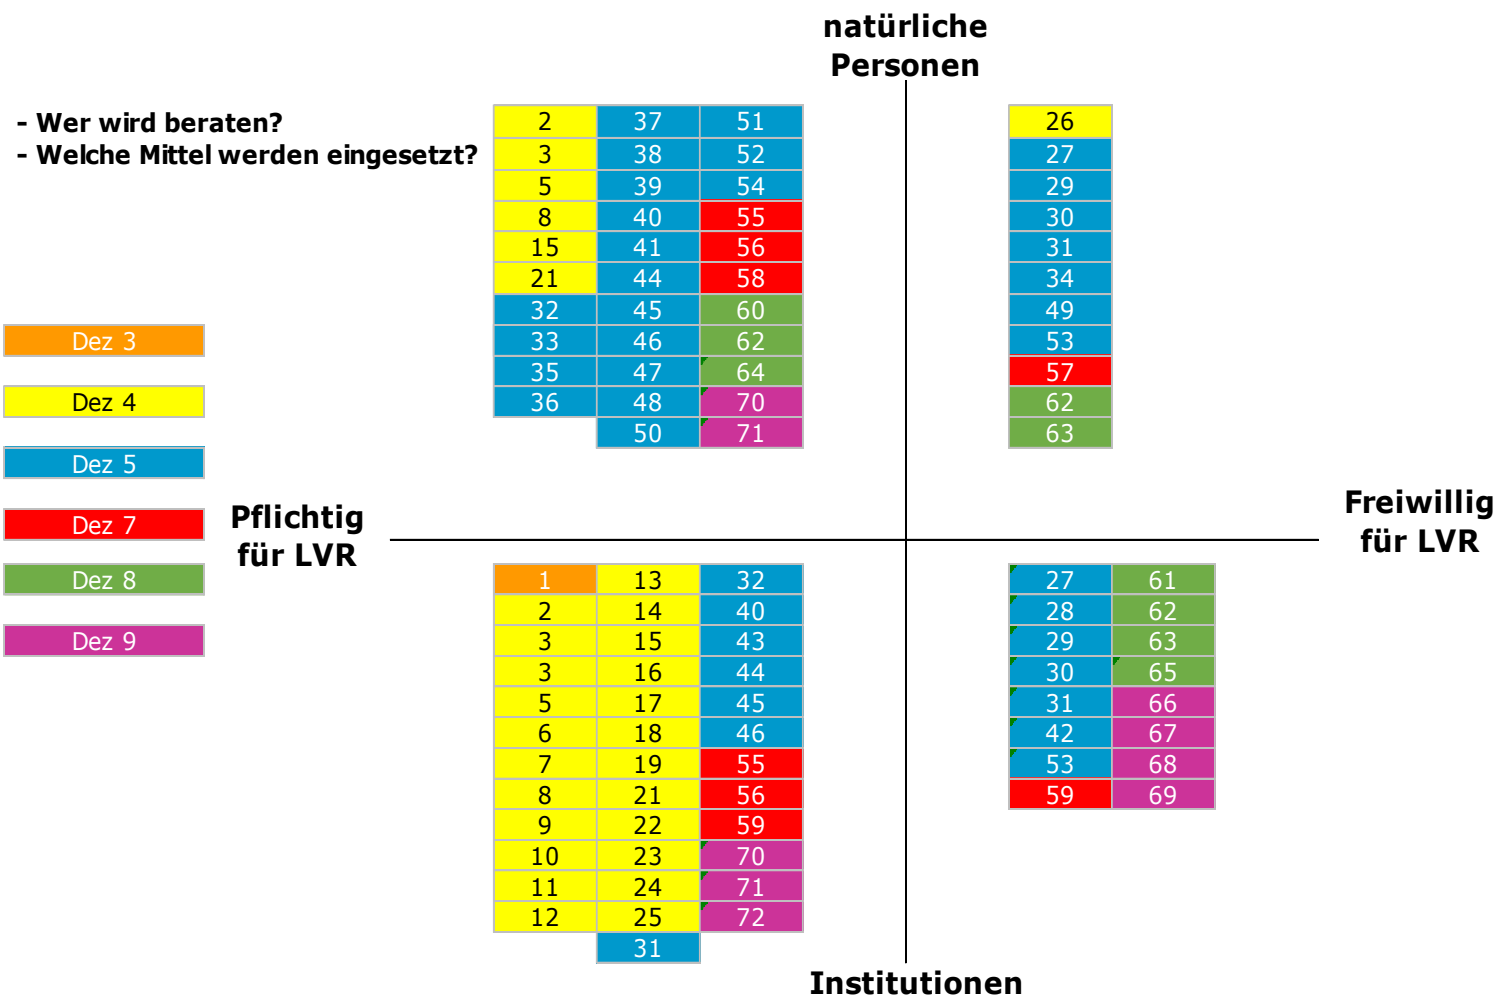 natürliche
Personen
- Wer wird beraten?
- Welche Mittel werden eingesetzt?
2 37 51
3 38 52
5 39 54
8 40 55
15 41 56
21 44 58
32 45 60
33 46 62
35 47 64
36 48 70
50 71
26
27
29
30
31
34
49
53
57
62
63
Dez 3
Dez 4
Dez 5
Dez 7
Dez 8
Dez 9
Pflichtig
für LVR
Freiwillig
für LVR
1 13 32
2 14 40
3 15 43
3 16 44
5 17 45
6 18 46
7 19 55
8 21 56
9 22 59
10 23 70
11 24 71
12 25 72
31
27 61
28 62
29 63
30 65
31 66
42 67
53 68
59 69
Institutionen